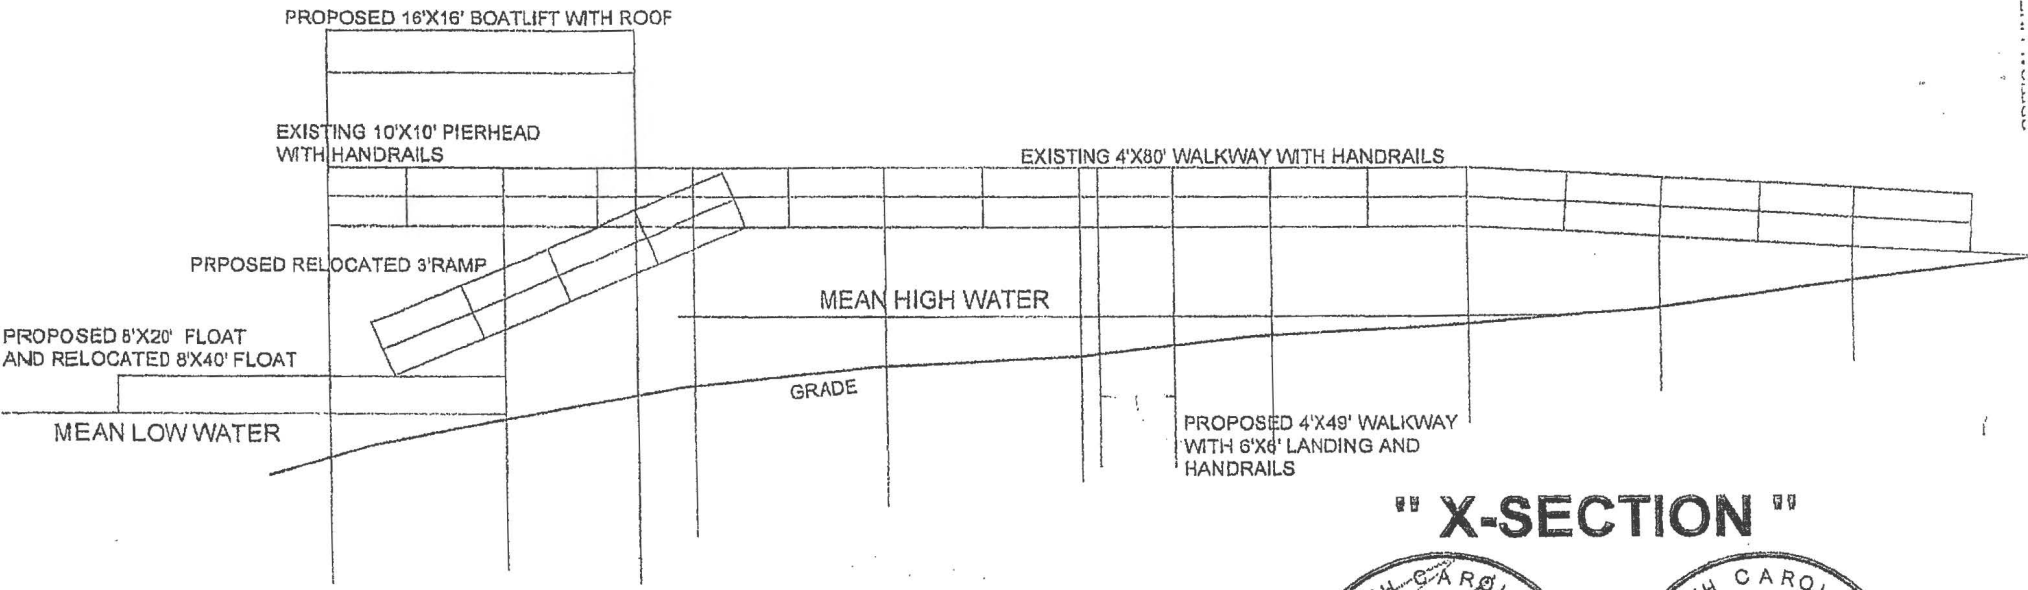 PROPOSED 16'X16' BOATLIFT WITH ROOF
EXISTING 10'X10' PIERHEAD
WITH HANDRAILS
EXISTING 4'X80' WALKWAY WITH HANDRAILS
PRPOSED RELOCATED 3'RAMP
MEAN HIGH WATER
PROPOSED 8'X20' FLOAT
AND RELOCATED 8'X40' FLOAT
GRADE
MEAN LOW WATER
PROPOSED 4'X49' WALKWAY
WITH 6'X6' LANDING AND
HANDRAILS
" X-SECTION "